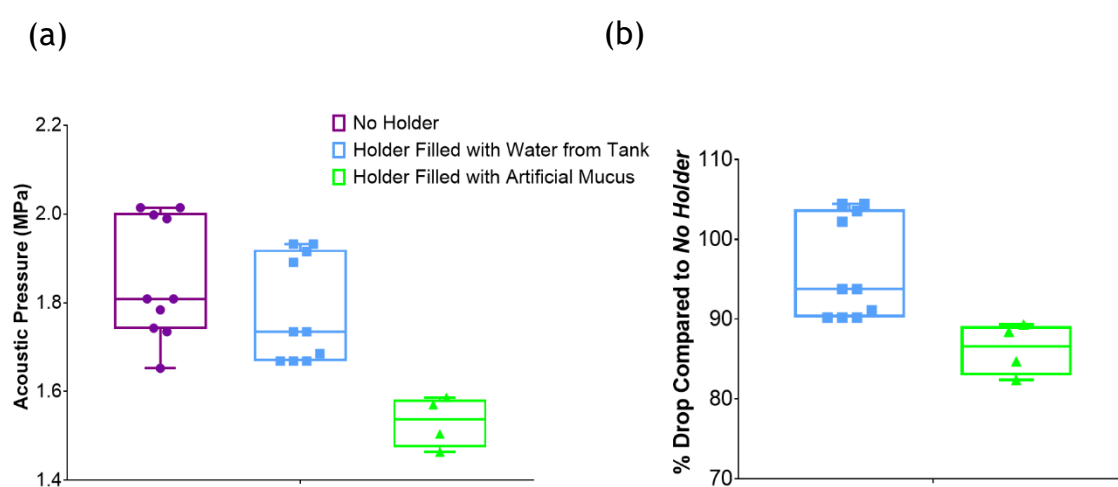 (a)
(b)
2.2
2.0
1.8
1.6
1.4
Acoustic Pressure (MPa)
No Holder
Holder Filled with Water from Tank
Holder Filled with Artificial Mucus
110
100
90
80
70
% Drop Compared to No Holder